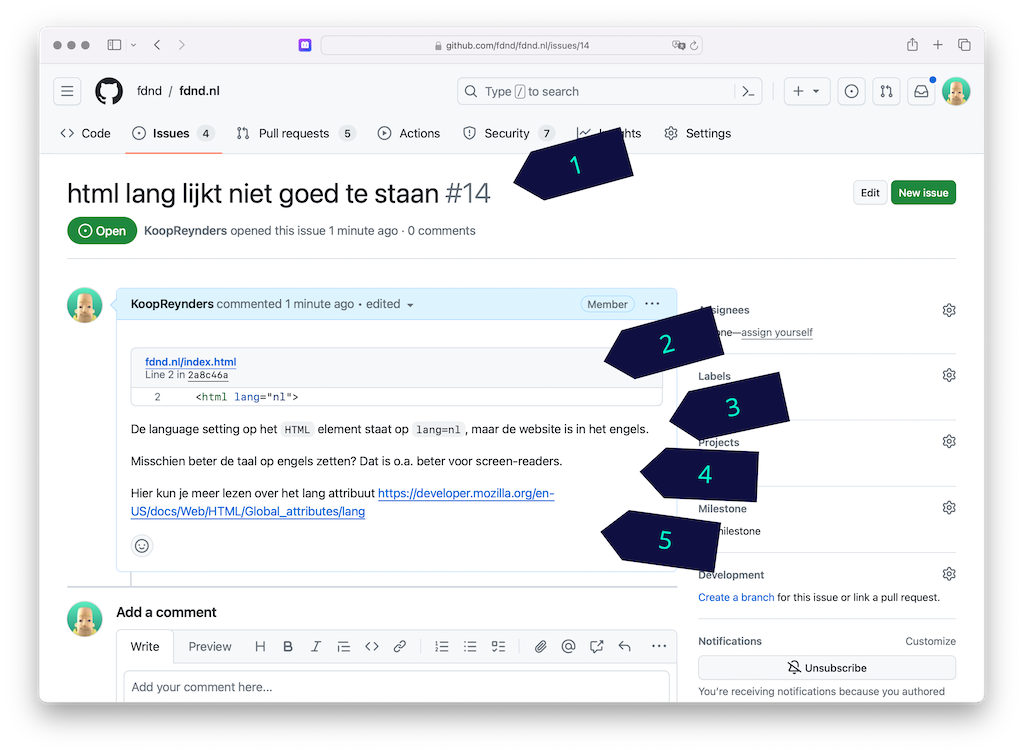 github.com/fdnd/fdnd.nl/issues/14
fdnd / fdnd.nl
Type / to search
Code
Issues 4
Pull requests 5
Actions
Security 7
Settings
1
html lang lijkt niet goed te staan #14
Edit
New issue
Open
KoopReynders opened this issue 1 minute ago · 0 comments
KoopReynders commented 1 minute ago • edited
Member
fdnd.nl/index.html
Line 2 in 2a8c46a
2 <html lang="nl">
2
De language setting op het HTML element staat op lang=nl, maar de website is in het engels.
3
Misschien beter de taal op engels zetten? Dat is o.a. beter voor screen-readers.
4
Hier kun je meer lezen over het lang attribuut https://developer.mozilla.org/en-
US/docs/Web/HTML/Global_attributes/lang
5
assign yourself
Labels
Projects
Milestone
Development
Create a branch for this issue or link a pull request.
Notifications
Customize
Unsubscribe
You're receiving notifications because you authored
Add a comment
Write
Preview
Add your comment here...